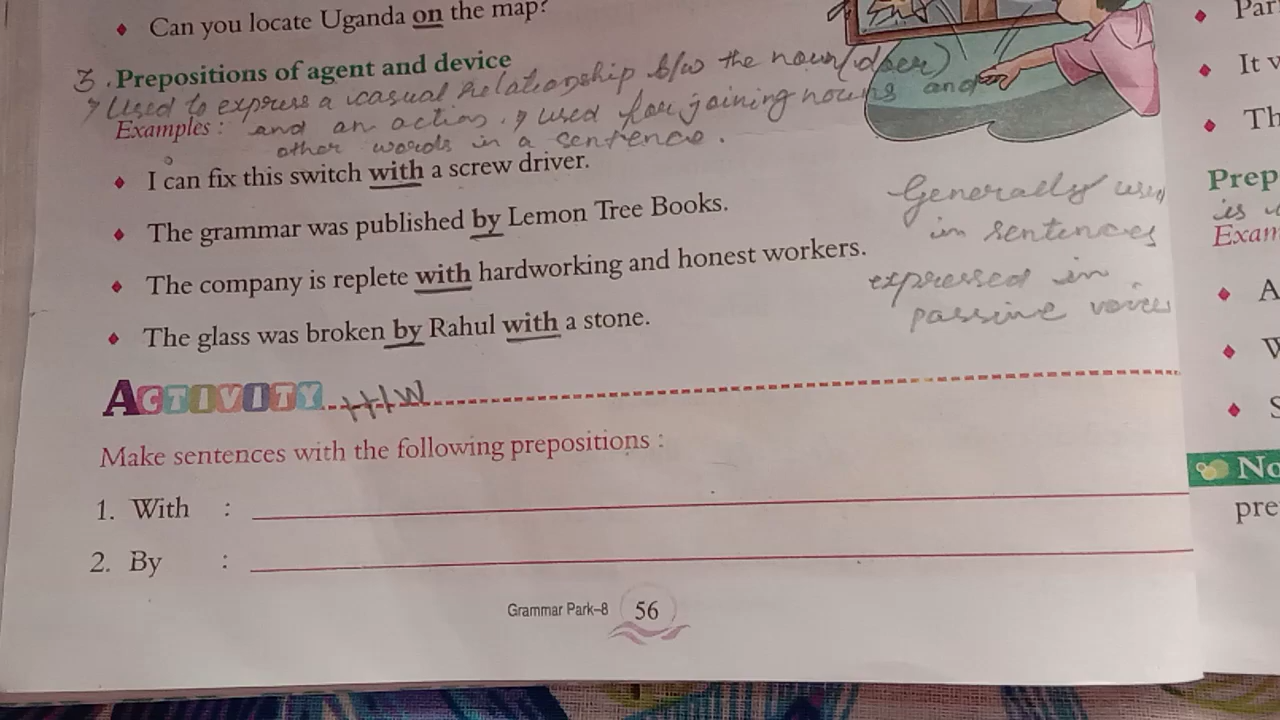 Can you locate Uganda on the map?
3. Prepositions of agent and device
Used to express a casual relationship b/w the noun/doer)
Examples : and an action. used for joining nouns and
other words in a sentence.
I can fix this switch with a screw driver.
The grammar was published by Lemon Tree Books.
The company is replete with hardworking and honest workers.
The glass was broken by Rahul with a stone.
Generally used
in sentences
expressed in
passive voice
ACTIVITY H/W
Make sentences with the following prepositions :
1. With :
2. By :
Grammar Park-8 56
It
Th
Prep
is
Exam
A
W
S
No
pre